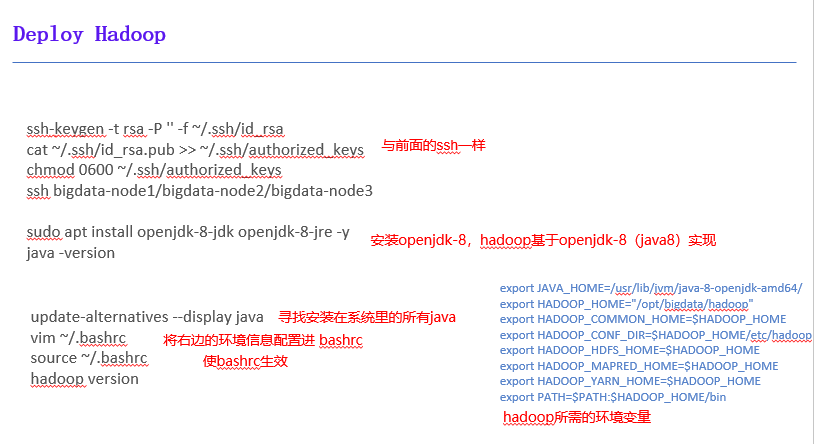 Deploy Hadoop
ssh-keygen -t rsa -P '' -f ~/.ssh/id_rsa
cat ~/.ssh/id_rsa.pub >> ~/.ssh/authorized_keys
与前面的ssh一样
chmod 0600 ~/.ssh/authorized_keys
ssh bigdata-node1/bigdata-node2/bigdata-node3
sudo apt install openjdk-8-jdk openjdk-8-jre -y
java -version
安装openjdk-8，hadoop基于openjdk-8（java8）实现
update-alternatives --display java
寻找安装在系统里的所有java
vim ~/.bashrc
将右边的环境信息配置进 bashrc
source ~/.bashrc
使bashrc生效
hadoop version
export JAVA_HOME=/usr/lib/jvm/java-8-openjdk-amd64/
export HADOOP_HOME="/opt/bigdata/hadoop"
export HADOOP_COMMON_HOME=$HADOOP_HOME
export HADOOP_CONF_DIR=$HADOOP_HOME/etc/hadoop
export HADOOP_HDFS_HOME=$HADOOP_HOME
export HADOOP_MAPRED_HOME=$HADOOP_HOME
export HADOOP_YARN_HOME=$HADOOP_HOME
export PATH=$PATH:$HADOOP_HOME/bin
hadoop所需的环境变量